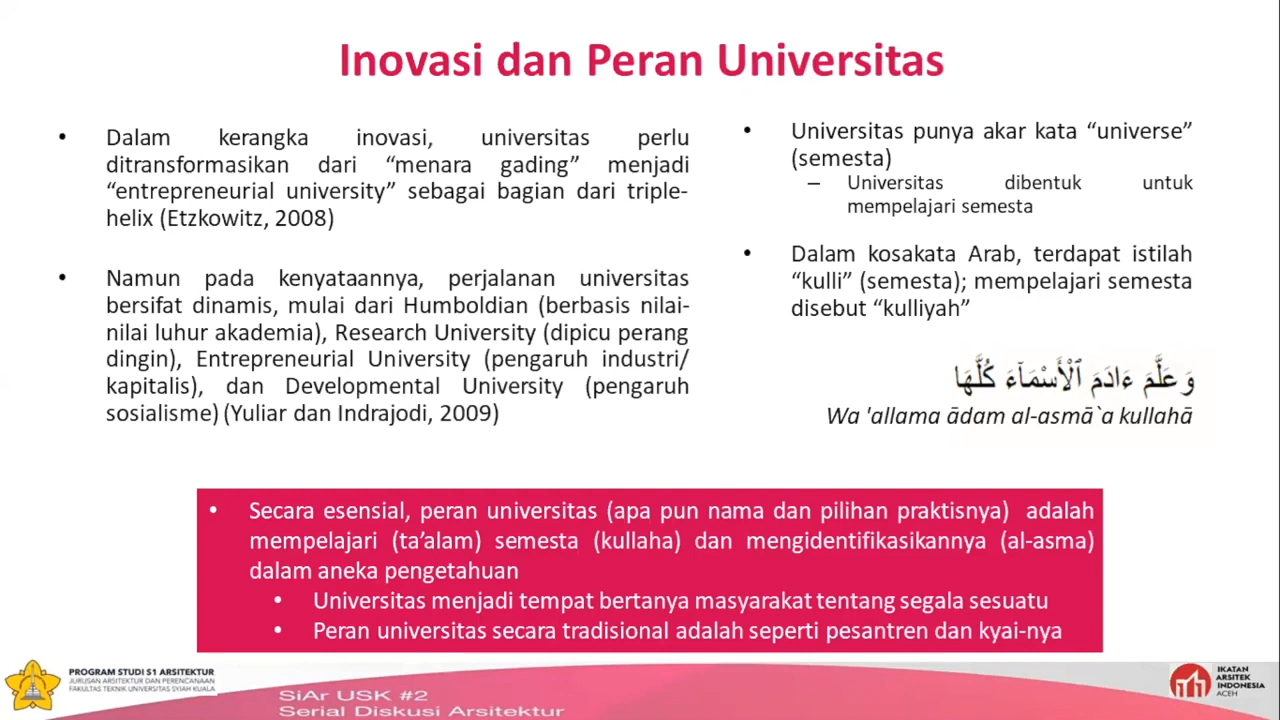 Inovasi dan Peran Universitas
• Dalam kerangka inovasi, universitas perlu
ditransformasikan dari “menara gading” menjadi
“entrepreneurial university” sebagai bagian dari triple-
helix (Etzkowitz, 2008)
• Namun pada kenyataannya, perjalanan universitas
bersifat dinamis, mulai dari Humboldian (berbasis nilai-
nilai luhur akademia), Research University (dipicu perang
dingin), Entrepreneurial University (pengaruh industri/
kapitalis), dan Developmental University (pengaruh
sosialisme) (Yuliar dan Indrajodi, 2009)
• Universitas punya akar kata “universe”
(semesta)
– Universitas dibentuk untuk
mempelajari semesta
• Dalam kosakata Arab, terdapat istilah
“kulli” (semesta); mempelajari semesta
disebut “kulliyah”
وَعَلَّمَ ءَادَمَ ٱلْأَسْمَآءَ كُلَّهَا
Wa 'allama ādam al-asmā`a kullahā
• Secara esensial, peran universitas (apa pun nama dan pilihan praktisnya) adalah
mempelajari (ta’alam) semesta (kullaha) dan mengidentifikasikannya (al-asma)
dalam aneka pengetahuan
• Universitas menjadi tempat bertanya masyarakat tentang segala sesuatu
• Peran universitas secara tradisional adalah seperti pesantren dan kyai-nya
PROGRAM STUDI S1 ARSITEKTUR
JURUSAN ARSITEKTUR DAN PERENCANAAN
FAKULTAS TEKNIK UNIVERSITAS SYIAH KUALA
SiAr USK #2
Serial Diskusi Arsitektur
IKATAN
ARSITEK
INDONESIA
ACEH